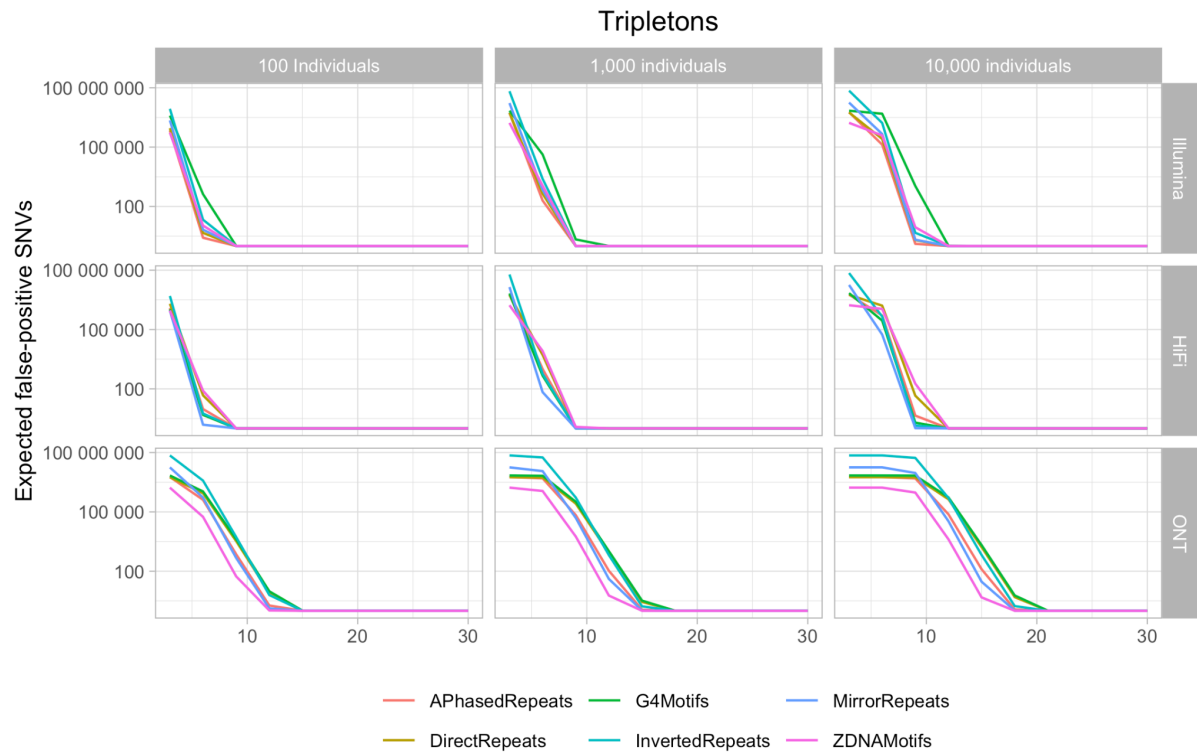 Tripletons
100 Individuals 1,000 individuals 10,000 individuals
Expected false-positive SNVs
100 000 000
100 000
100
Illumina
100 000 000
100 000
100
HiFi
100 000 000
100 000
100
ONT
10 20 30 10 20 30 10 20 30
APhasedRepeats G4Motifs MirrorRepeats
DirectRepeats InvertedRepeats ZDNAMotifs